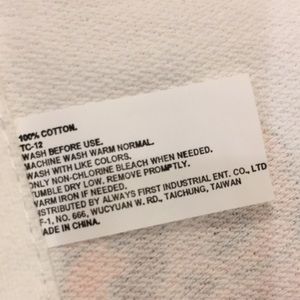 100% COTTON.
TC-12
WASH BEFORE USE.
MACHINE WASH WARM NORMAL.
WASH WITH LIKE COLORS.
ONLY NON-CHLORINE BLEACH WHEN NEEDED.
TUMBLE DRY LOW. REMOVE PROMPTLY.
WARM IRON IF NEEDED.
DISTRIBUTED BY ALWAYS FIRST INDUSTRIAL ENT. CO., LTD
F-1, NO. 666, WUCYUAN W. RD., TAICHUNG, TAIWAN
MADE IN CHINA.